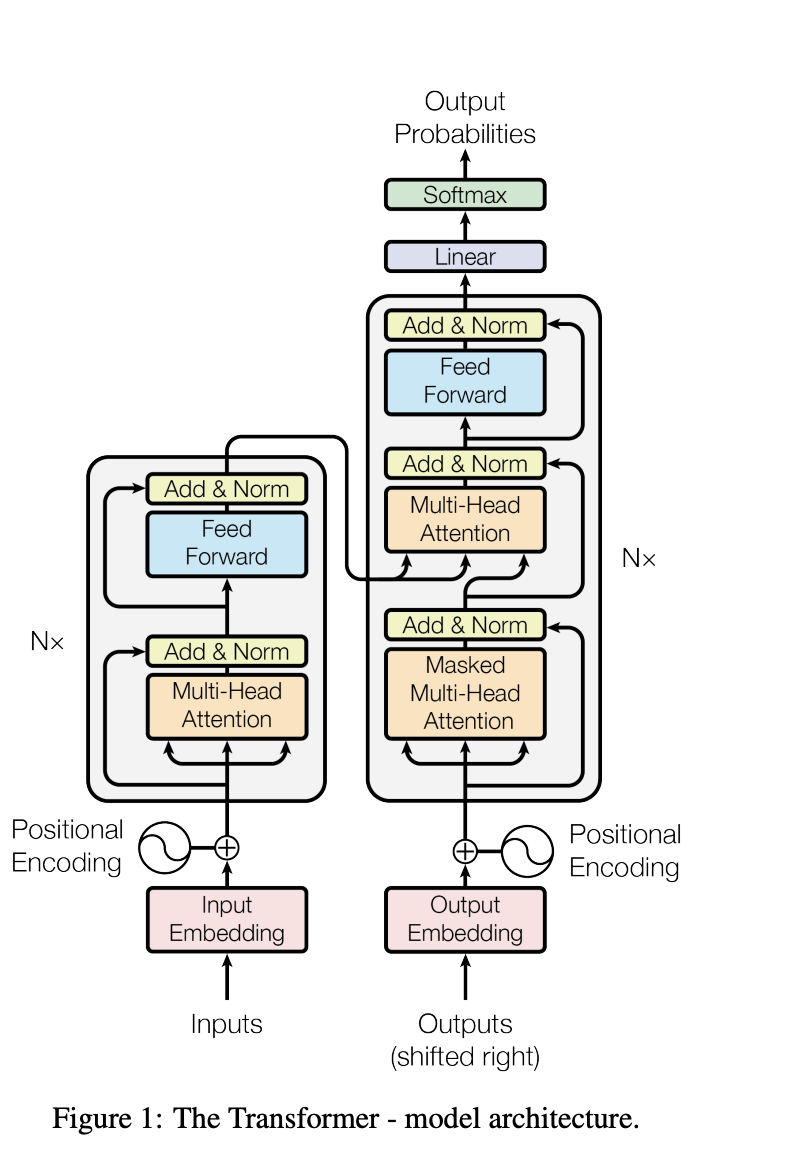 Output
Probabilities
Softmax
Linear
Add & Norm
Feed
Forward
Add & Norm
Multi-Head
Attention
Add & Norm
Masked
Multi-Head
Attention
N×
Add & Norm
Feed
Forward
Add & Norm
Multi-Head
Attention
N×
Positional
Encoding
Positional
Encoding
Input
Embedding
Output
Embedding
Inputs
Outputs
(shifted right)
Figure 1: The Transformer - model architecture.